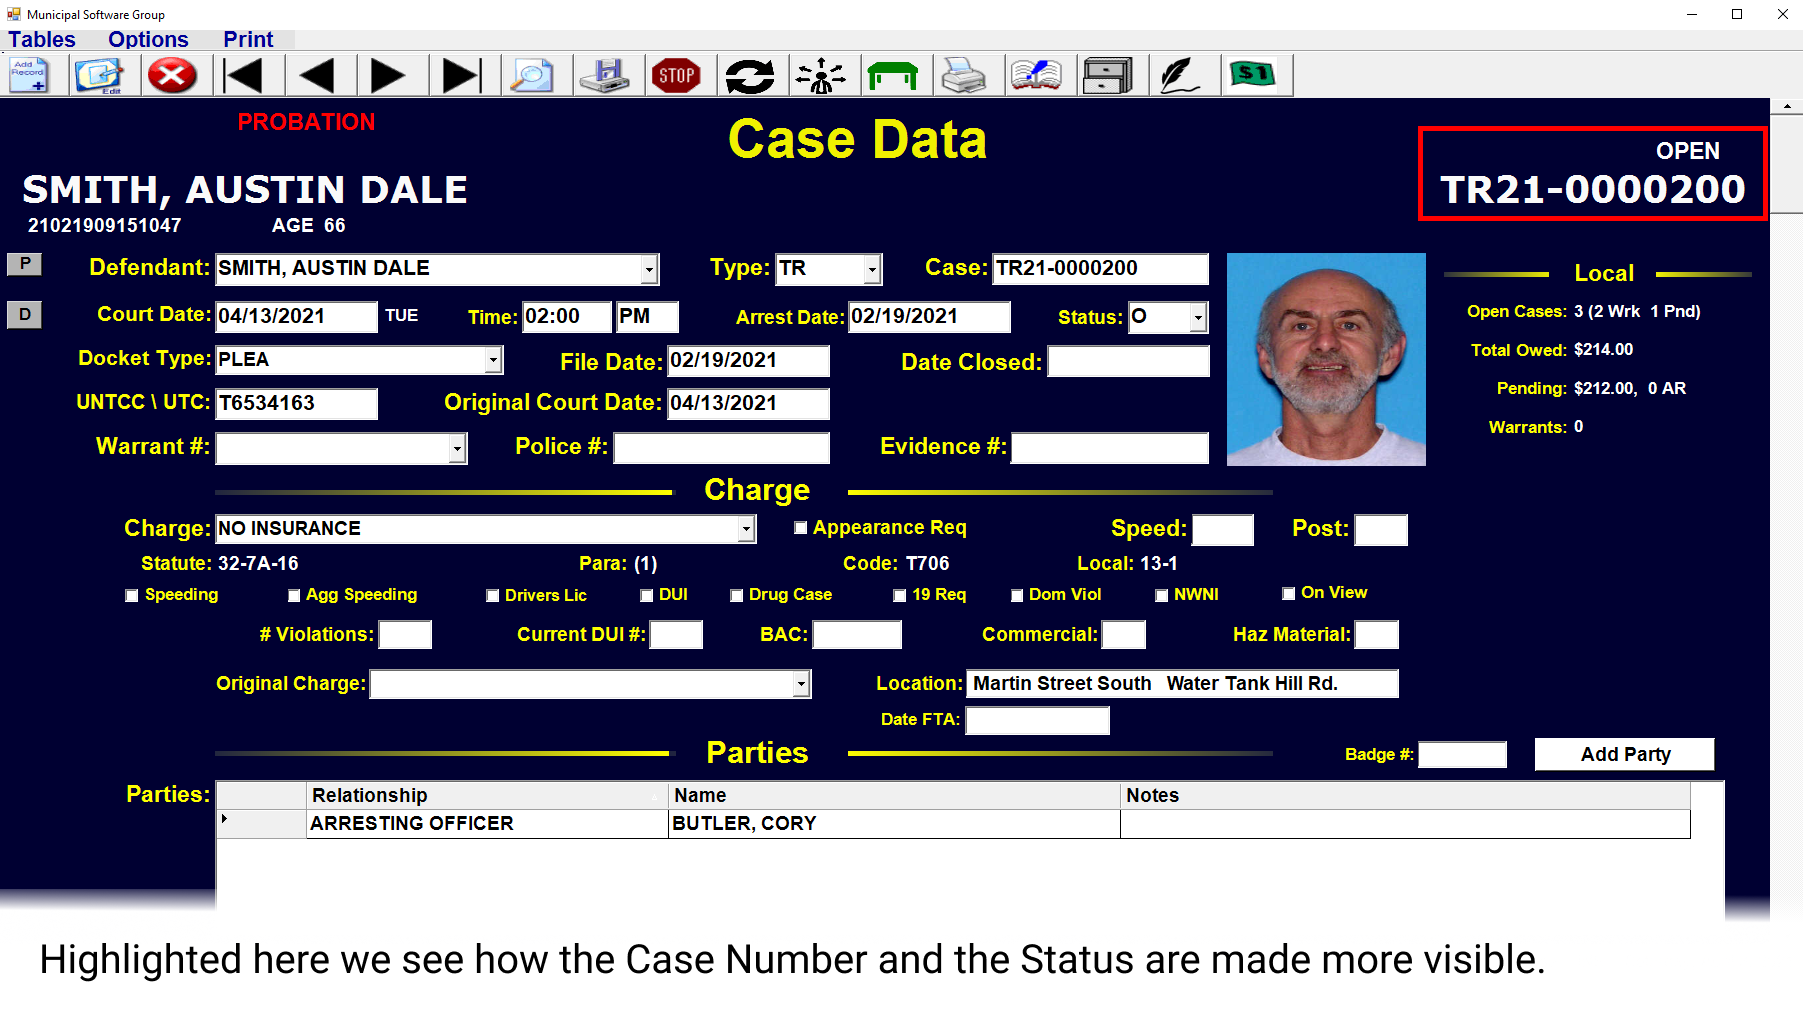 Municipal Software Group
Tables Options Print
Add Record Edit STOP $1
PROBATION
Case Data
OPEN
SMITH, AUSTIN DALE
TR21-0000200
21021909151047 AGE 66
P Defendant: SMITH, AUSTIN DALE Type: TR Case: TR21-0000200
Local
D Court Date: 04/13/2021 TUE Time: 02:00 PM Arrest Date: 02/19/2021 Status: O
Open Cases: 3 (2 Wrk 1 Pnd)
Docket Type: PLEA File Date: 02/19/2021 Date Closed:
Total Owed: $214.00
UNTCC \ UTC: T6534163 Original Court Date: 04/13/2021
Pending: $212.00, 0 AR
Warrant #: Police #: Evidence #:
Warrants: 0
Charge
Charge: NO INSURANCE Appearance Req Speed: Post:
Statute: 32-7A-16 Para: (1) Code: T706 Local: 13-1
Speeding Agg Speeding Drivers Lic DUI Drug Case 19 Req Dom Viol NWNI On View
# Violations: Current DUI #: BAC: Commercial: Haz Material:
Original Charge: Location: Martin Street South Water Tank Hill Rd.
Date FTA:
Parties
Badge #: Add Party
Parties: Relationship Name Notes
ARRESTING OFFICER BUTLER, CORY
Highlighted here we see how the Case Number and the Status are made more visible.